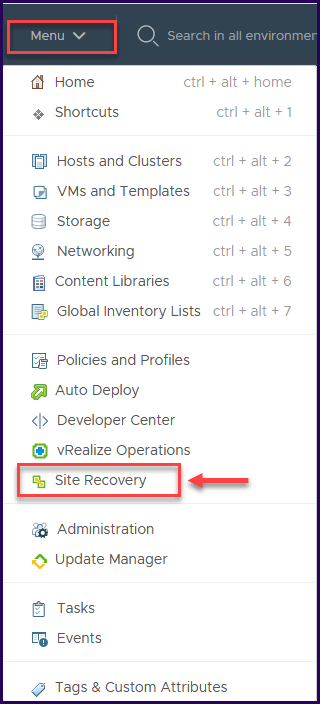 Menu Search in all environmen
Home ctrl + alt + home
Shortcuts ctrl + alt + 1
Hosts and Clusters ctrl + alt + 2
VMs and Templates ctrl + alt + 3
Storage ctrl + alt + 4
Networking ctrl + alt + 5
Content Libraries ctrl + alt + 6
Global Inventory Lists ctrl + alt + 7
Policies and Profiles
Auto Deploy
Developer Center
vRealize Operations
Site Recovery
Administration
Update Manager
Tasks
Events
Tags & Custom Attributes